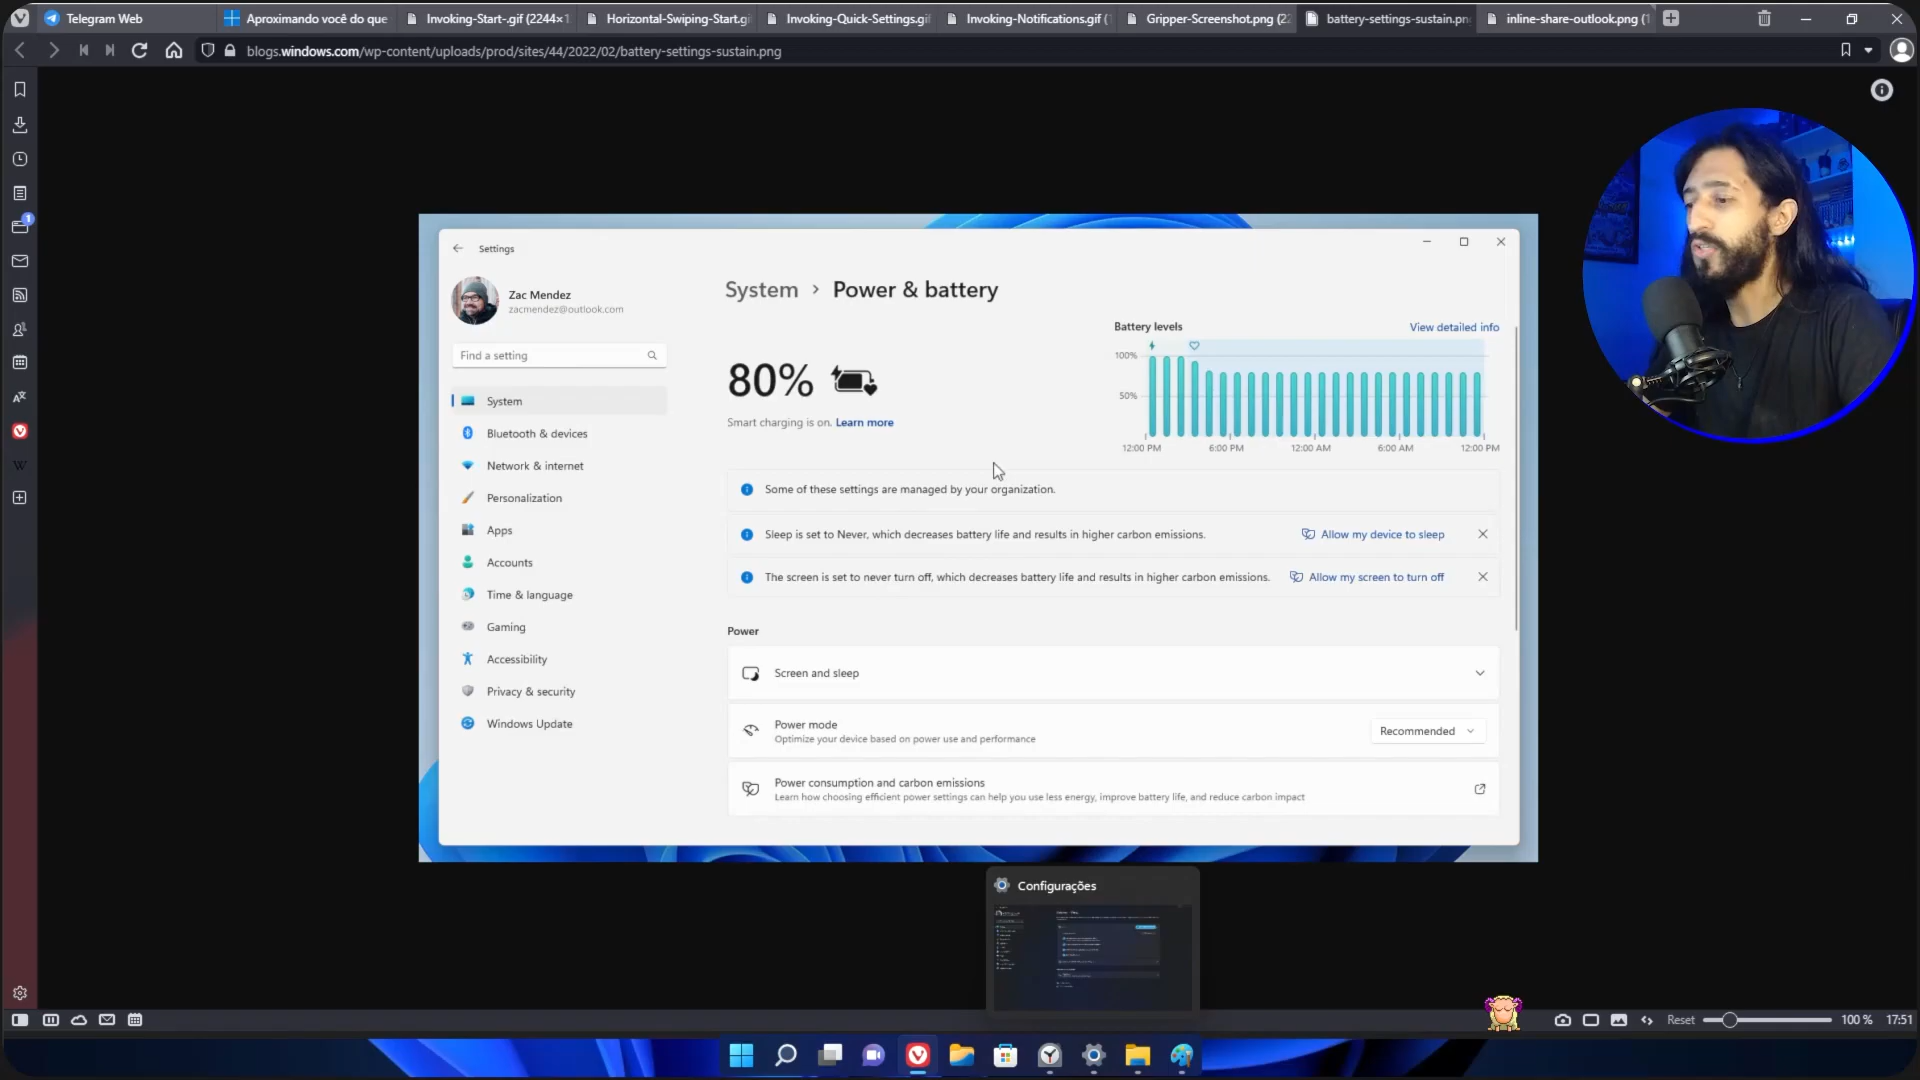 Telegram Web
Aproximando você do que
Invoking-Start-.gif (2244×1
Horizontal-Swiping-Start.gi
Invoking-Quick-Settings.gif
Invoking-Notifications.gif (
Gripper-Screenshot.png (22
battery-settings-sustain.png
inline-share-outlook.png (1
blogs.windows.com/wp-content/uploads/prod/sites/44/2022/02/battery-settings-sustain.png
1
Settings
Zac Mendez
zacmendez@outlook.com
Find a setting
System
Bluetooth & devices
Network & internet
Personalization
Apps
Accounts
Time & language
Gaming
Accessibility
Privacy & security
Windows Update
System > Power & battery
80%
Smart charging is on. Learn more
Battery levels
View detailed info
100%
50%
12:00 PM 6:00 PM 12:00 AM 6:00 AM 12:00 PM
Some of these settings are managed by your organization.
Sleep is set to Never, which decreases battery life and results in higher carbon emissions.
Allow my device to sleep
The screen is set to never turn off, which decreases battery life and results in higher carbon emissions.
Allow my screen to turn off
Power
Screen and sleep
Power mode
Optimize your device based on power use and performance
Recommended
Power consumption and carbon emissions
Learn how choosing efficient power settings can help you use less energy, improve battery life, and reduce carbon impact
Configurações
Reset
100 %
17:51